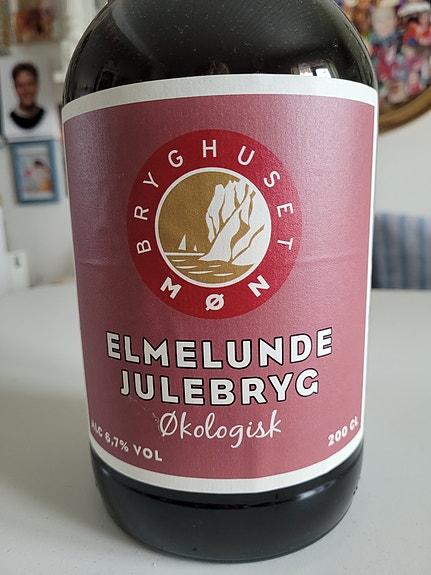 BRYGHUSET
MØN
ELMELUNDE
JULEBRYG
Økologisk
ALC 6,7% VOL
200 CL